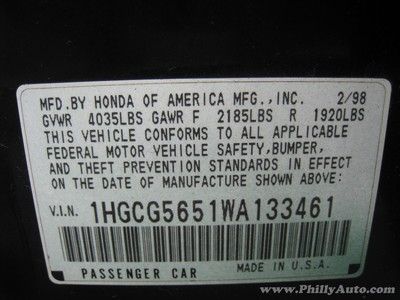 MFD.BY HONDA OF AMERICA MFG.,INC. 2/98
GVWR 4035LBS GAWR F 2185LBS R 1920LBS
THIS VEHICLE CONFORMS TO ALL APPLICABLE
FEDERAL MOTOR VEHICLE SAFETY,BUMPER,
AND THEFT PREVENTION STANDARDS IN EFFECT
ON THE DATE OF MANUFACTURE SHOWN ABOVE:
V.I.N. 1HGCG5651WA133461
PASSENGER CAR MADE IN U.S.A.
www.PhillyAuto.com